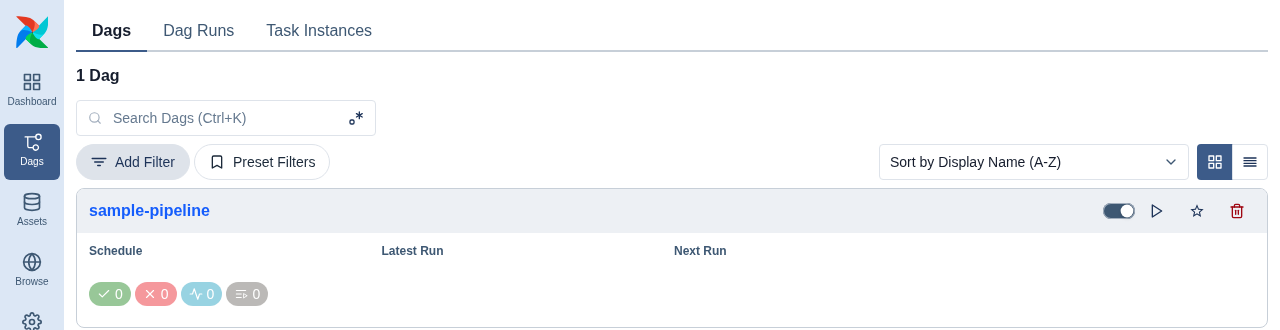 Dags Dag Runs Task Instances
1 Dag
Dashboard
Search Dags (Ctrl+K) .*
Dags
Add Filter Preset Filters Sort by Display Name (A-Z)
Assets
sample-pipeline
Schedule Latest Run Next Run
Browse
0 0 0 0